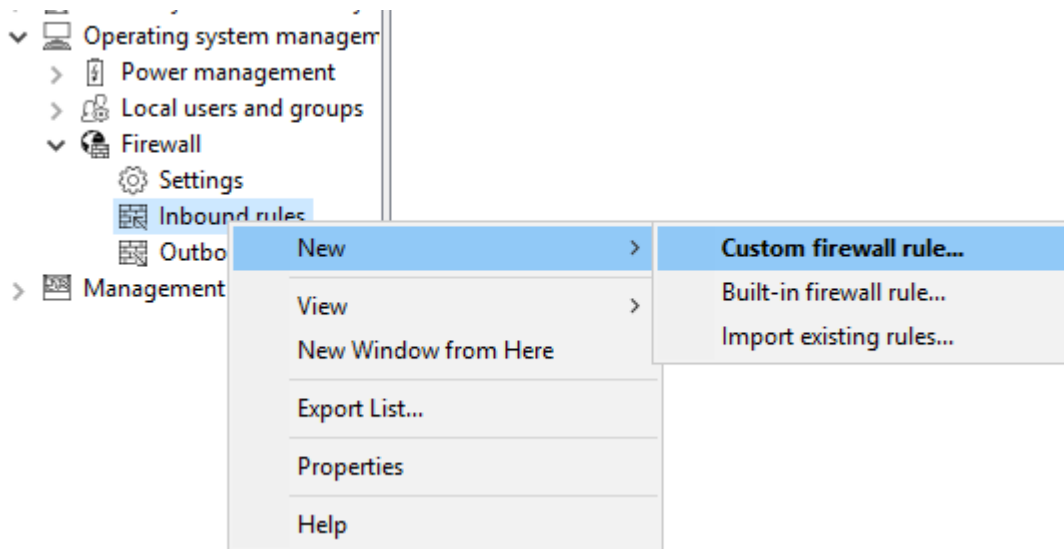 Operating system managem
Power management
Local users and groups
Firewall
Settings
Inbound rules
Outbo
Management
New
View
New Window from Here
Export List...
Properties
Help
Custom firewall rule...
Built-in firewall rule...
Import existing rules...